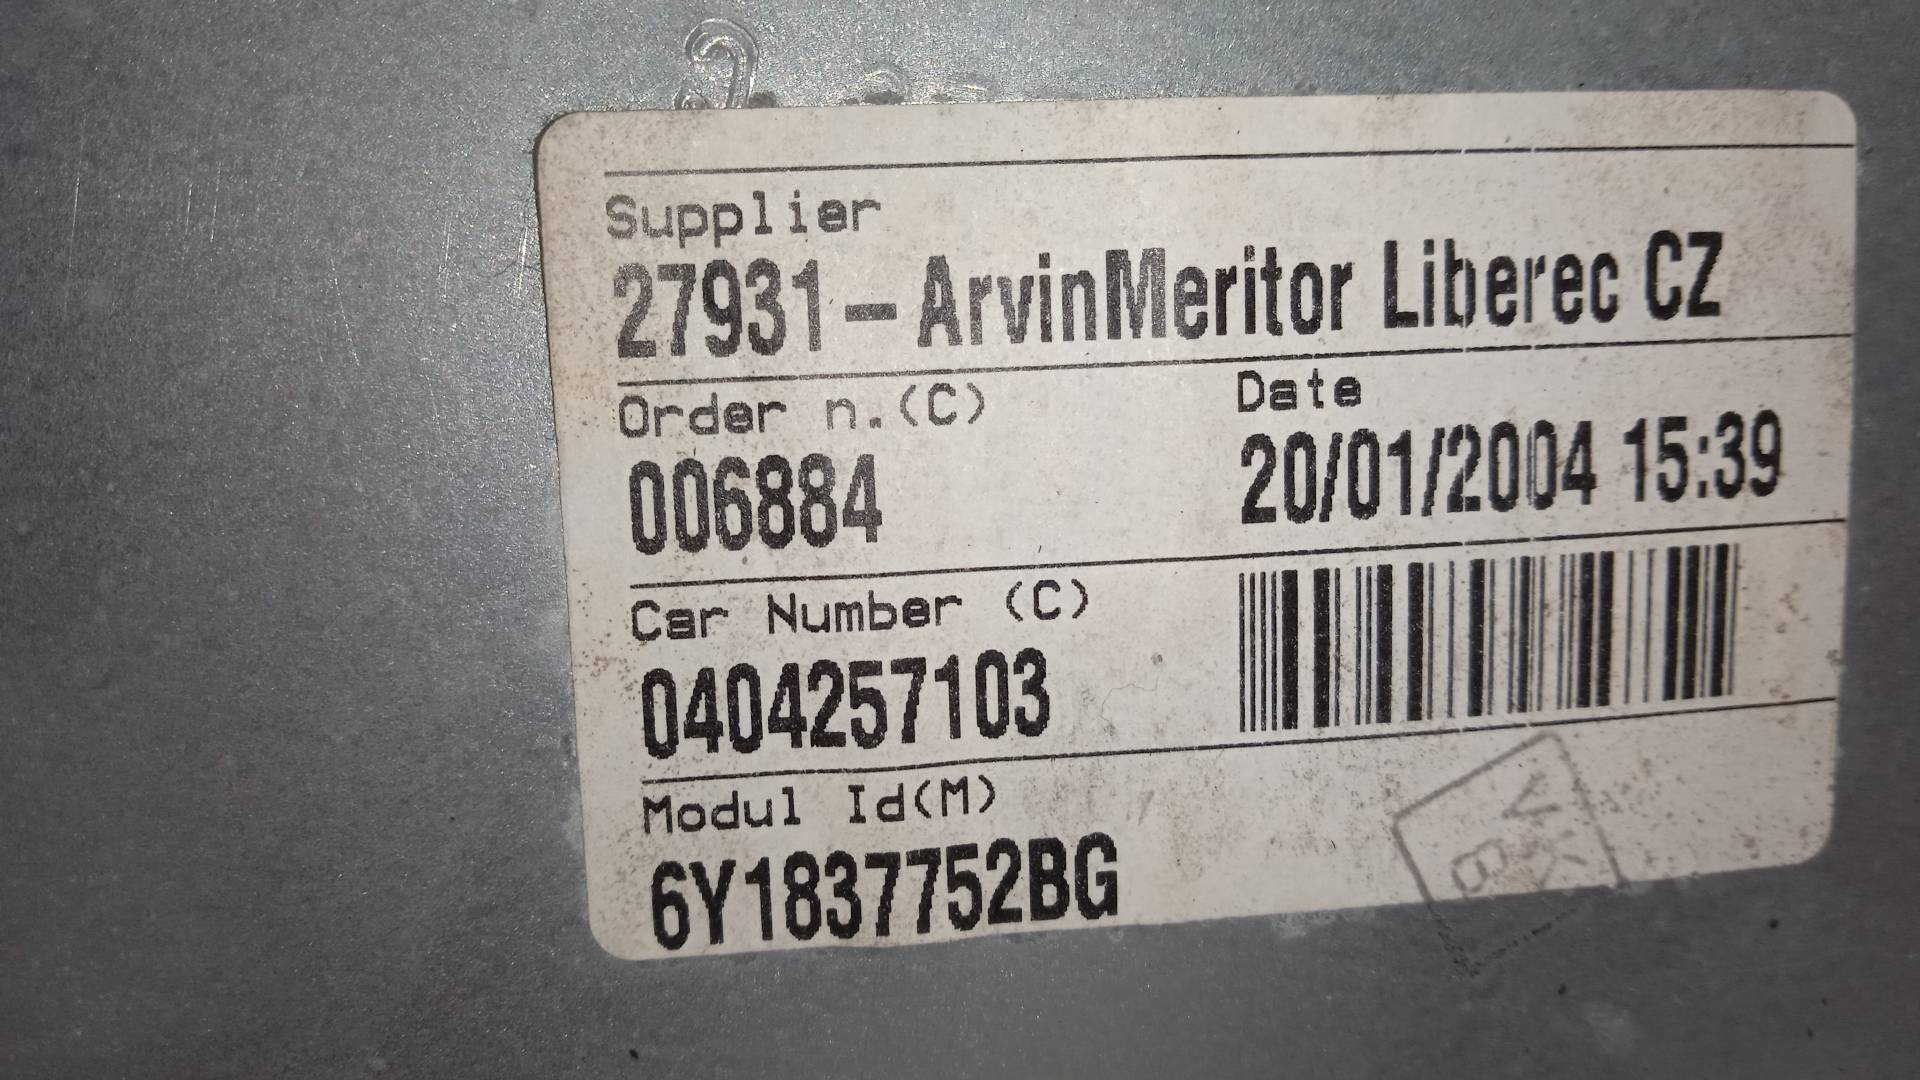 Supplier
27931-ArvinMeritor Liberec CZ
Order n.(C)
Date
006884
20/01/2004 15:39
Car Number (C)
0404257103
Modul Id(M)
6Y1837752BG